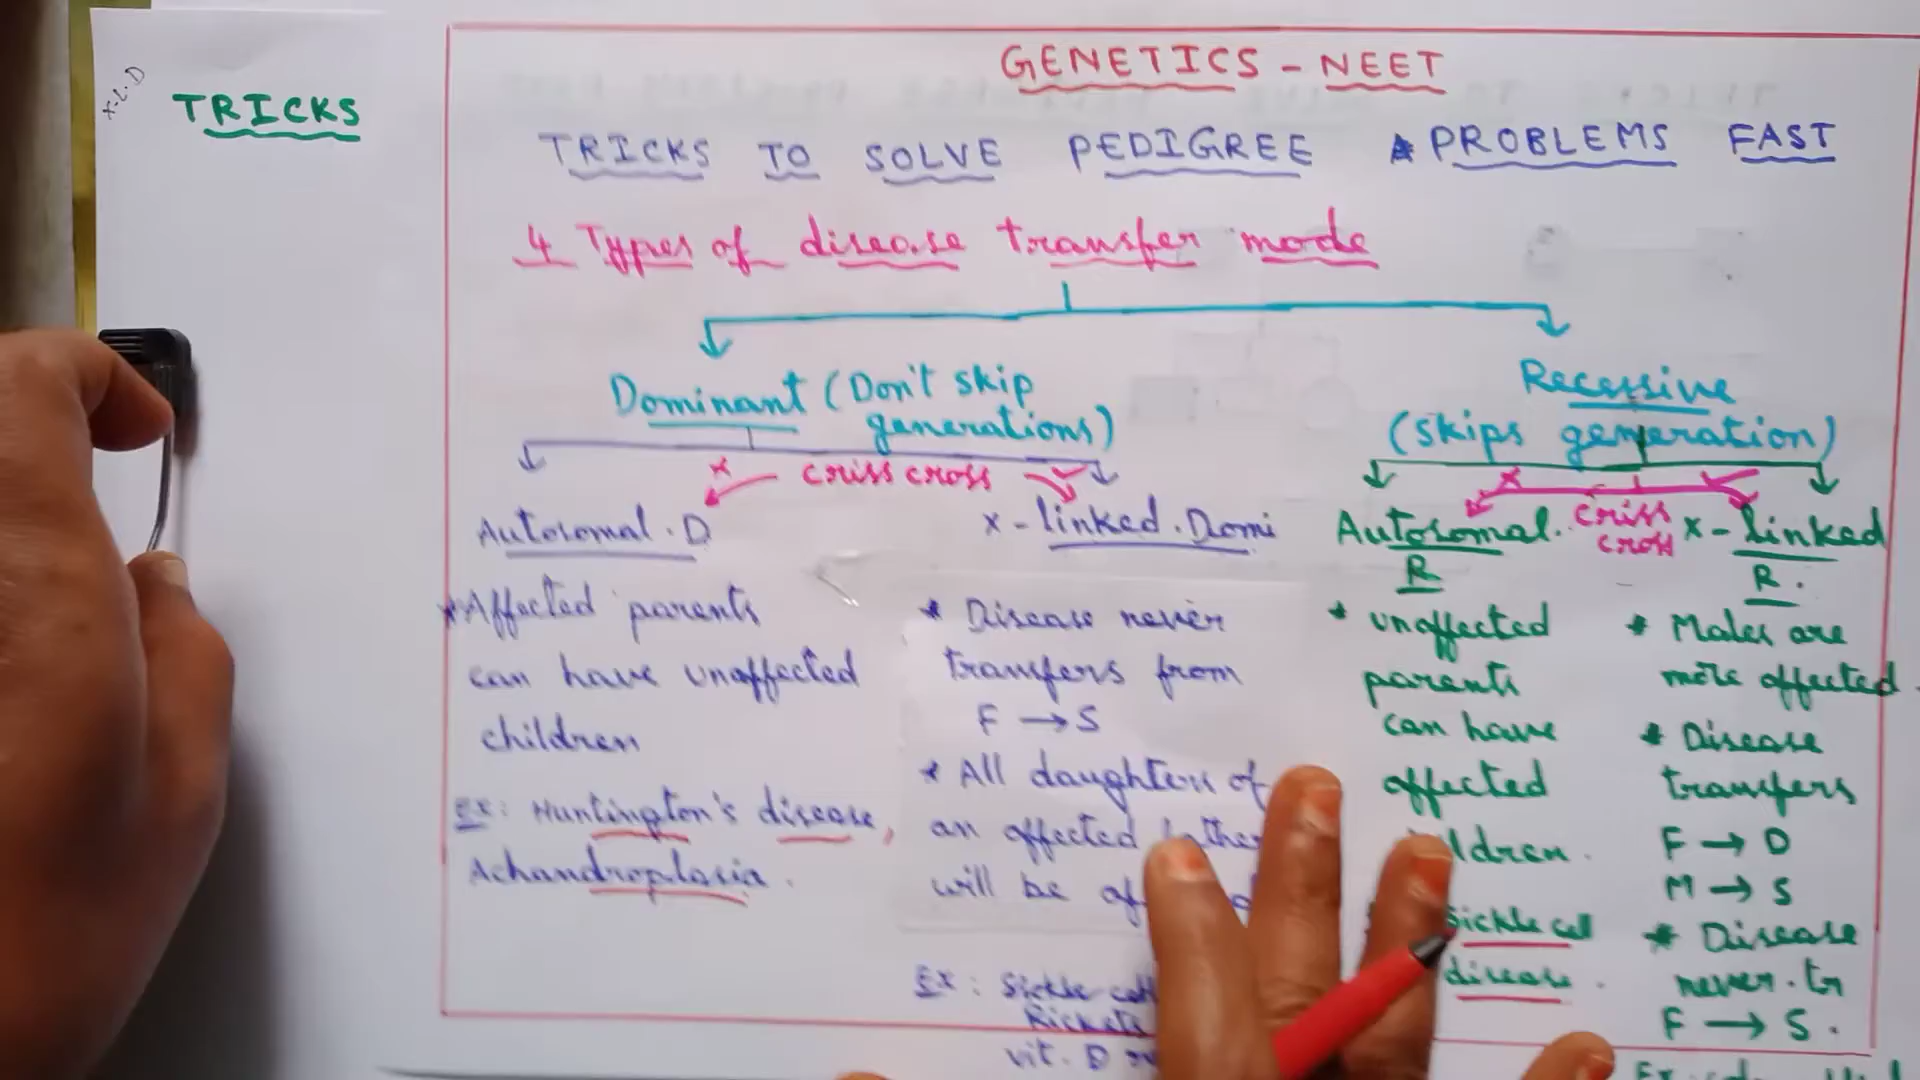 X-L-D
TRICKS
GENETICS - NEET
TRICKS TO SOLVE PEDIGREE PROBLEMS FAST
4 Types of disease transfer mode
Dominant (Don't skip
generations)
Recessive
(skips generation)
x criss cross
x criss
cross
Autosomal. D
x-linked. Domi
Autosomal.
R
x-linked
R.
* Affected parents
can have unaffected
children
Ex: Huntington's disease,
Achandroplasia.
* Disease never
transfers from
F → S
* All daughters of
an affected
will be
Ex: Sickle
Rickets
vit. D
* unaffected
parents
can have
affected
ldren.
Sickle cell
disease.
* Males are
more affected.
* Disease
transfers
F → D
M → S
* Disease
never. tr
F → S.